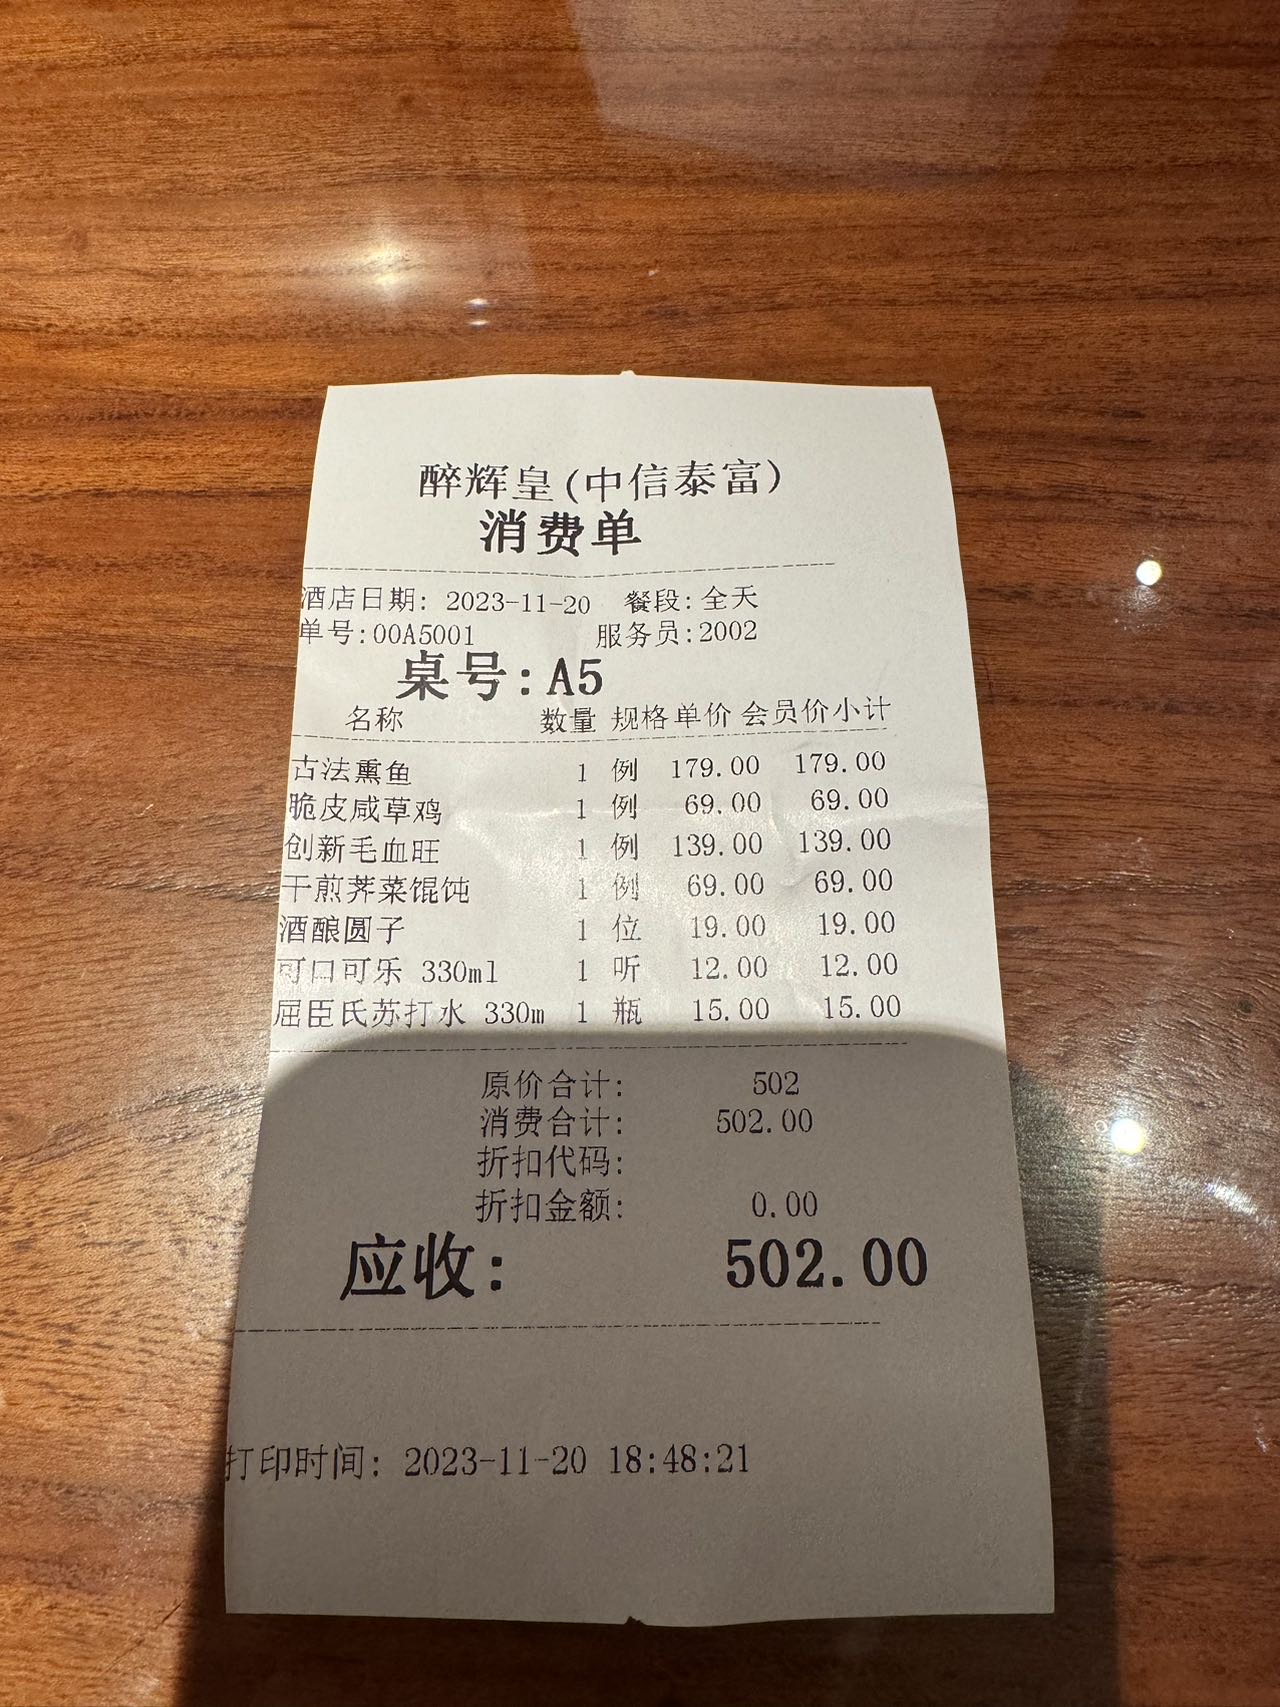 醉辉皇(中信泰富)
消费单
酒店日期: 2023-11-20 餐段:全天
单号:00A5001 服务员:2002
桌号:A5
名称 数量 规格 单价 会员价 小计
古法熏鱼 1 例 179.00 179.00
脆皮咸草鸡 1 例 69.00 69.00
创新毛血旺 1 例 139.00 139.00
干煎荠菜馄饨 1 例 69.00 69.00
酒酿圆子 1 位 19.00 19.00
可口可乐 330ml 1 听 12.00 12.00
屈臣氏苏打水 330m 1 瓶 15.00 15.00
原价合计: 502
消费合计: 502.00
折扣代码:
折扣金额: 0.00
应收: 502.00
打印时间: 2023-11-20 18:48:21